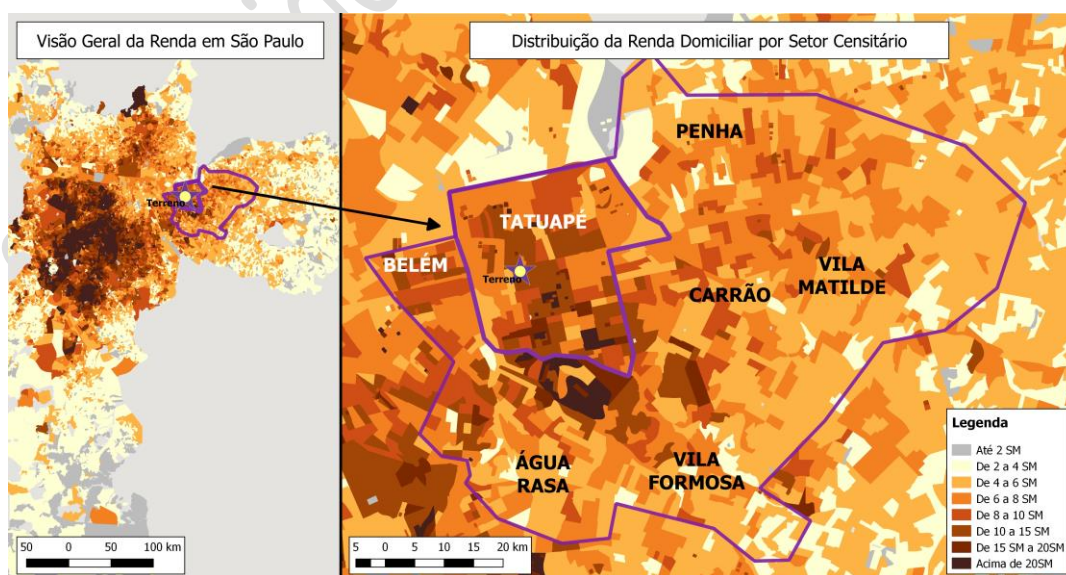 Visão Geral da Renda em São Paulo
Terreno
50 0 50 100 km
Distribuição da Renda Domiciliar por Setor Censitário
PENHA
TATUAPÉ
BELÉM
Terreno
CARRÃO
VILA
MATILDE
ÁGUA
RASA
VILA
FORMOSA
5 0 5 10 15 20 km
Legenda
Até 2 SM
De 2 a 4 SM
De 4 a 6 SM
De 6 a 8 SM
De 8 a 10 SM
De 10 a 15 SM
De 15 SM a 20SM
Acima de 20SM